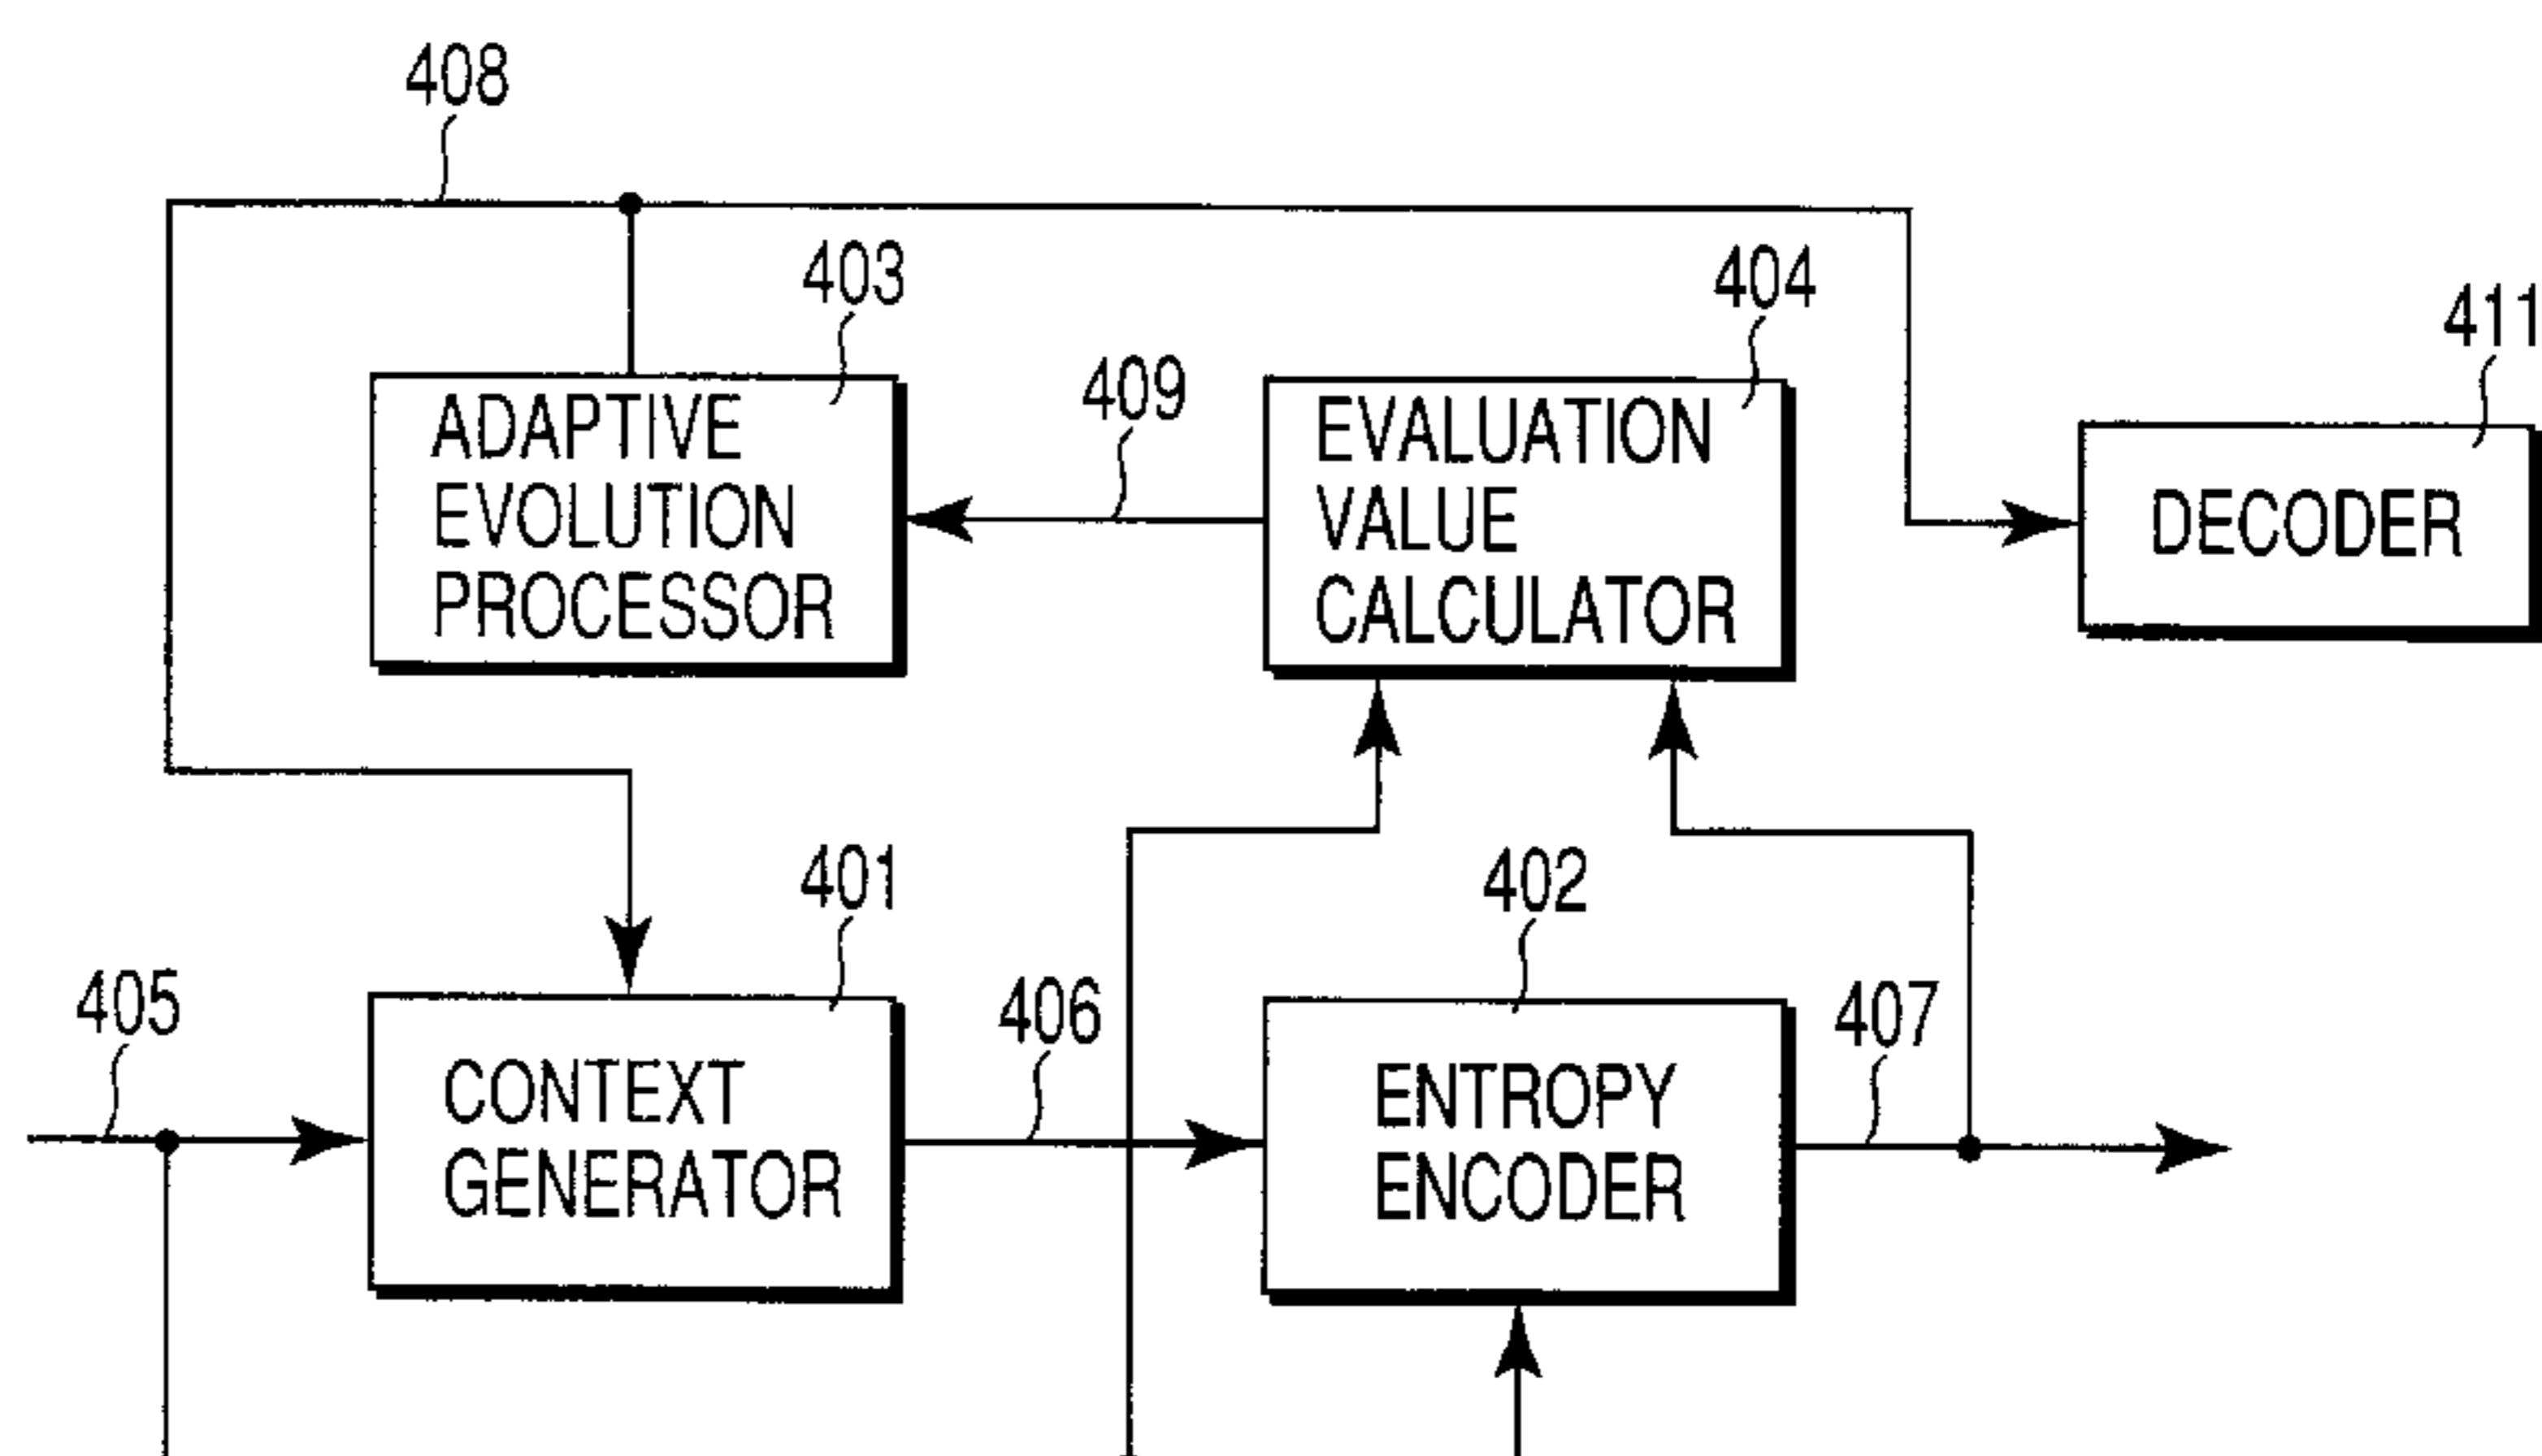 408
403
404
411
409
ADAPTIVE
EVOLUTION
PROCESSOR
EVALUATION
VALUE
CALCULATOR
DECODER
401
402
405
406
407
CONTEXT
GENERATOR
ENTROPY
ENCODER